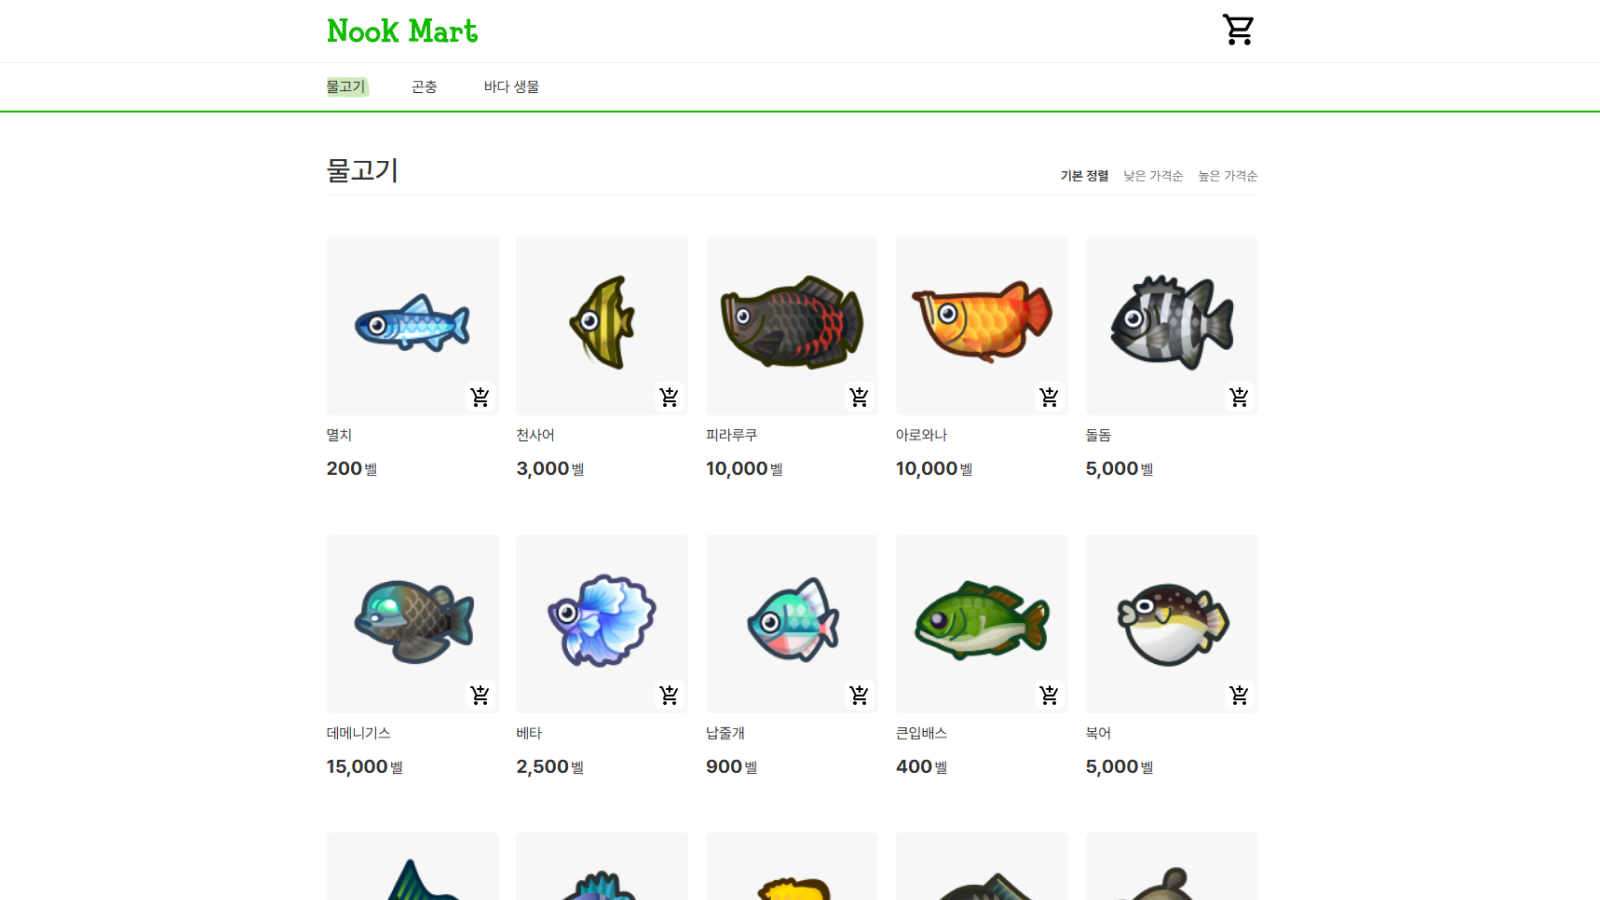 Nook Mart
물고기 곤충 바다 생물
물고기
기본 정렬 낮은 가격순 높은 가격순
멸치 천사어 피라루쿠 아로와나 돌돔
200벨 3,000벨 10,000벨 10,000벨 5,000벨
데메니기스 베타 납줄개 큰입배스 복어
15,000벨 2,500벨 900벨 400벨 5,000벨